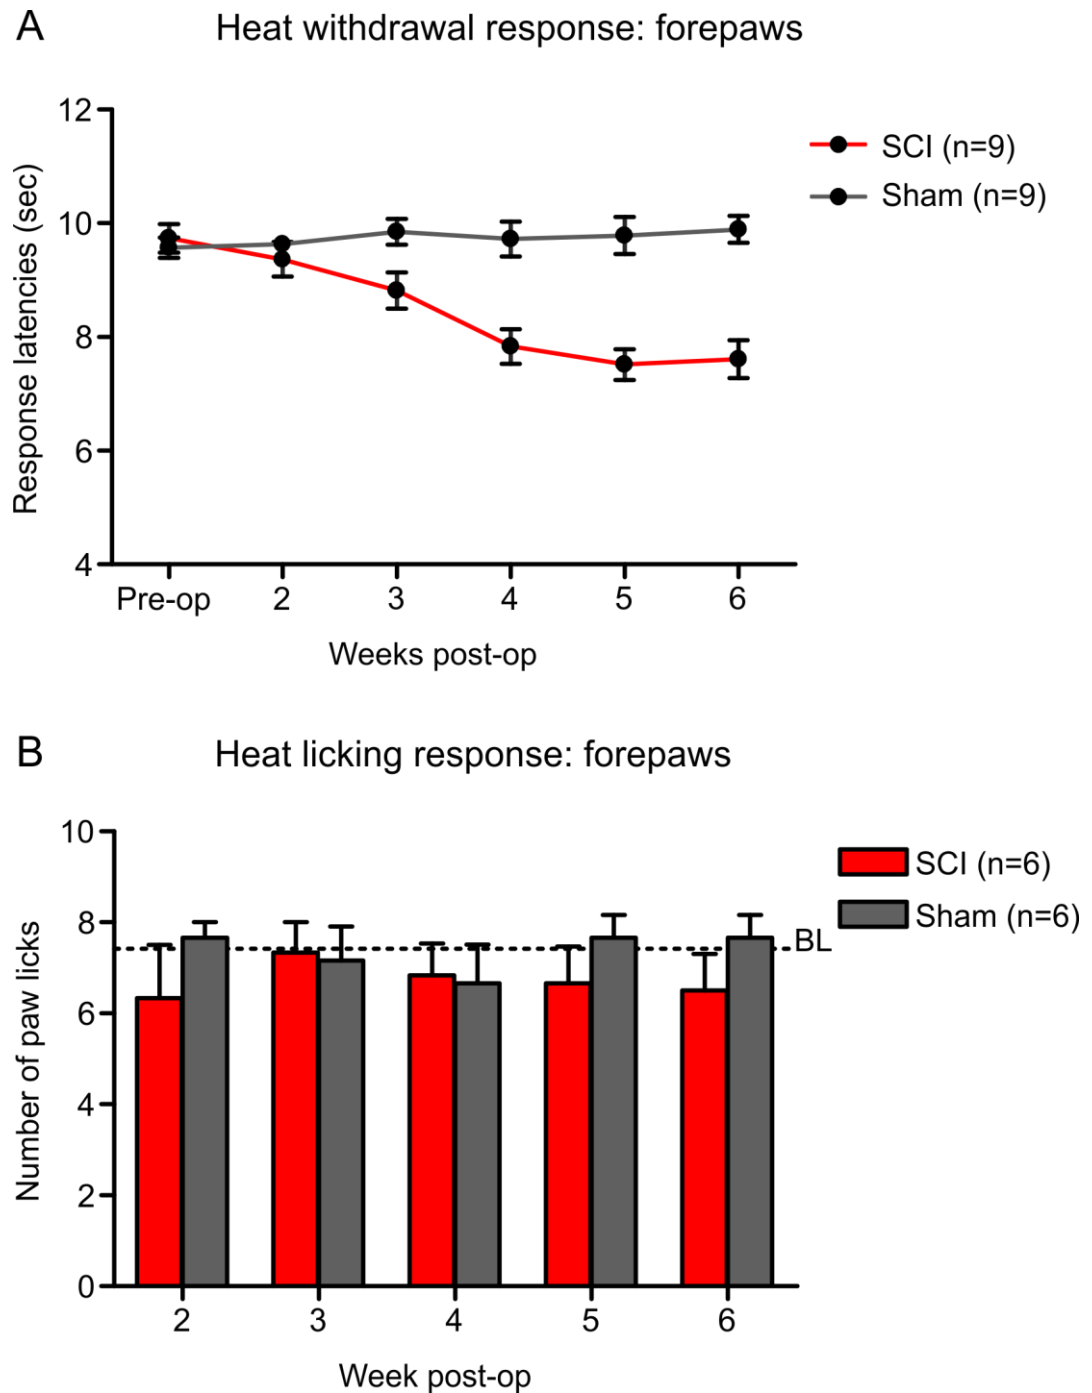 A
Heat withdrawal response: forepaws
12
10
8
6
4
Response latencies (sec)
Pre-op 2 3 4 5 6
Weeks post-op
SCI (n=9)
Sham (n=9)
B
Heat licking response: forepaws
10
8
6
4
2
0
Number of paw licks
BL
2 3 4 5 6
Week post-op
SCI (n=6)
Sham (n=6)